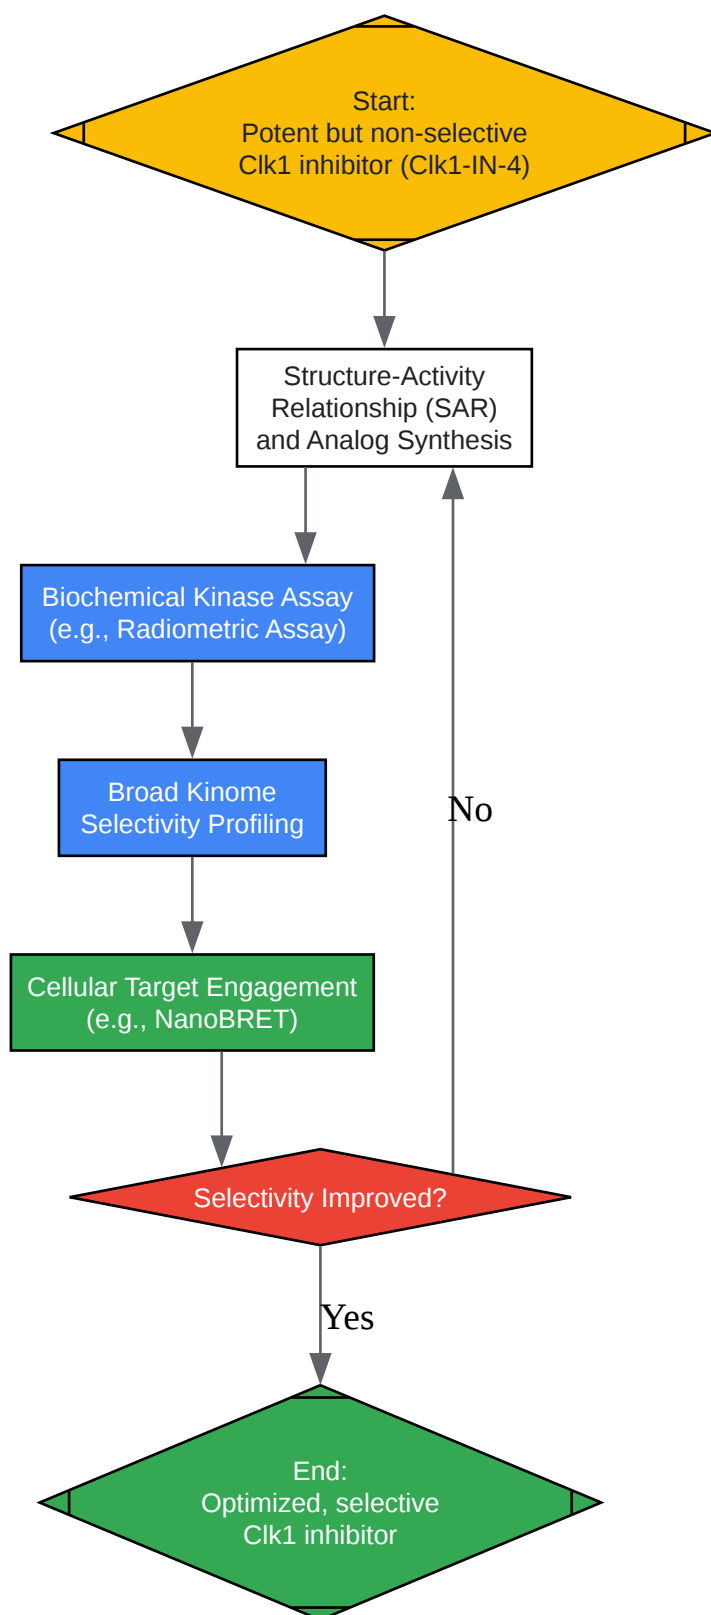 Start:
Potent but non-selective
Clk1 inhibitor (Clk1-IN-4)
Structure-Activity
Relationship (SAR)
and Analog Synthesis
Biochemical Kinase Assay
(e.g., Radiometric Assay)
Broad Kinome
Selectivity Profiling
No
Cellular Target Engagement
(e.g., NanoBRET)
Selectivity Improved?
Yes
End:
Optimized, selective
Clk1 inhibitor